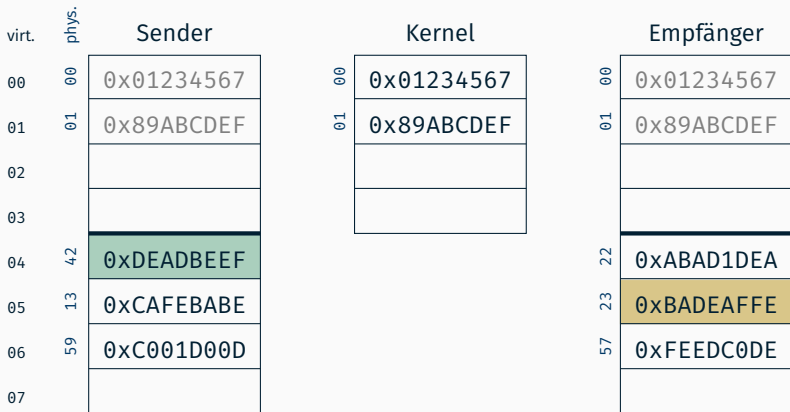 virt. phys. Sender Kernel Empfänger
00 00 0x01234567 00 0x01234567 00 0x01234567
01 01 0x89ABCDEF 01 0x89ABCDEF 01 0x89ABCDEF
02
03
04 42 0xDEADBEEF 22 0xABAD1DEA
05 13 0xCAFEBABE 23 0xBADEAFFE
06 59 0xC001D00D 57 0xFEEDC0DE
07